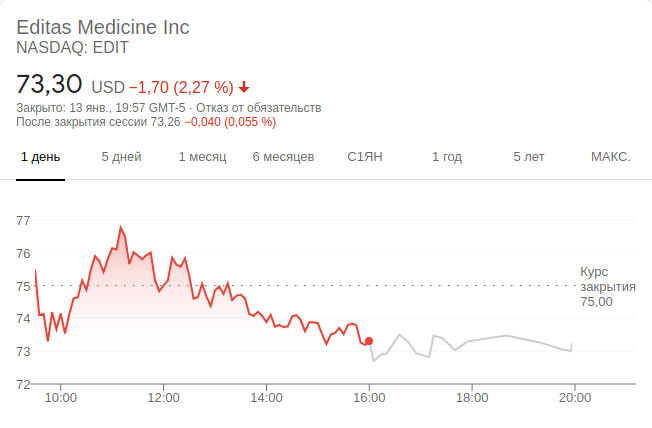 Editas Medicine Inc
NASDAQ: EDIT
73,30 USD −1,70 (2,27 %)
Закрыто: 13 янв., 19:57 GMT-5 · Отказ от обязательств
После закрытия сессии 73,26 −0,040 (0,055 %)
1 день 5 дней 1 месяц 6 месяцев С1ЯН 1 год 5 лет МАКС.
77
76
75
74
73
72
Курс
закрытия
75,00
10:00 12:00 14:00 16:00 18:00 20:00